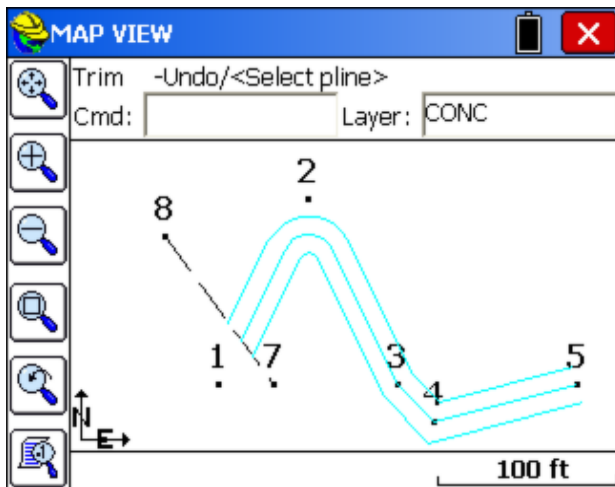 MAP VIEW
Trim -Undo/<Select pline>
Cmd: Layer: CONC
2
8
1 7 3 5
4
N
E
100 ft